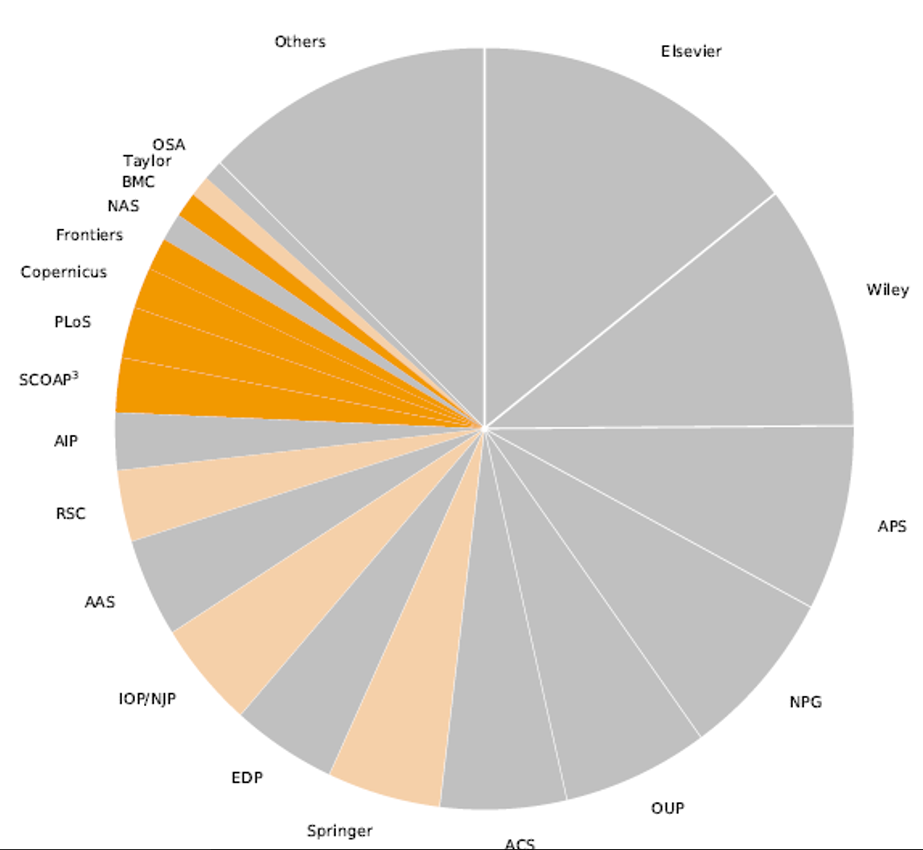 Others
Elsevier
OSA
Taylor
BMC
NAS
Frontiers
Copernicus
Wiley
PLoS
SCOAP³
AIP
RSC
APS
AAS
IOP/NJP
NPG
EDP
OUP
Springer
ACS